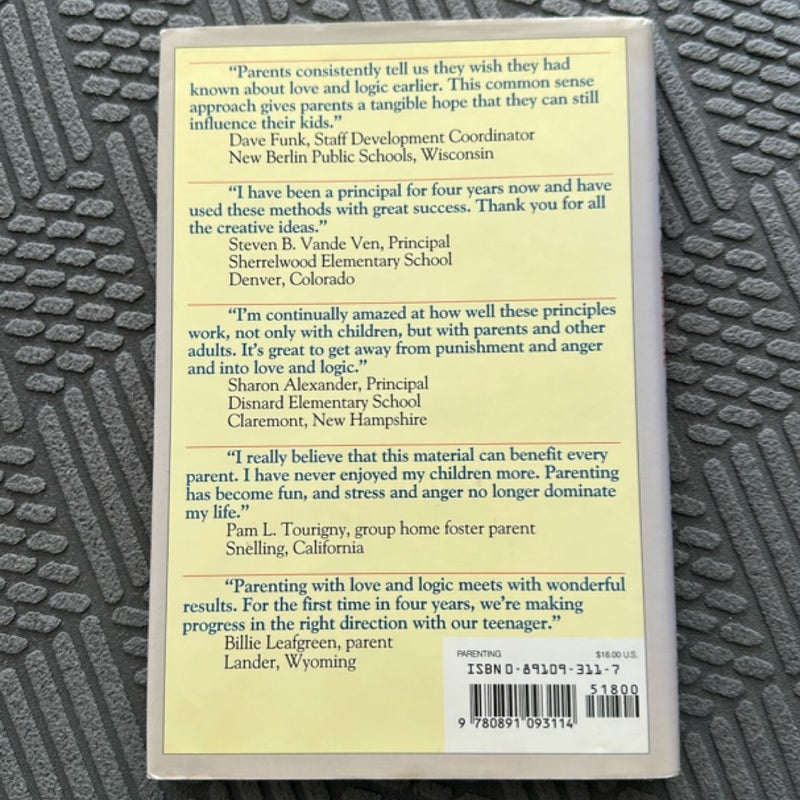 “Parents consistently tell us they wish they had
known about love and logic earlier. This common sense
approach gives parents a tangible hope that they can still
influence their kids.”
Dave Funk, Staff Development Coordinator
New Berlin Public Schools, Wisconsin
“I have been a principal for four years now and have
used these methods with great success. Thank you for all
the creative ideas.”
Steven B. Vande Ven, Principal
Sherrelwood Elementary School
Denver, Colorado
“I'm continually amazed at how well these principles
work, not only with children, but with parents and other
adults. It's great to get away from punishment and anger
and into love and logic.”
Sharon Alexander, Principal
Disnard Elementary School
Claremont, New Hampshire
“I really believe that this material can benefit every
parent. I have never enjoyed my children more. Parenting
has become fun, and stress and anger no longer dominate
my life.”
Pam L. Tourigny, group home foster parent
Snelling, California
“Parenting with love and logic meets with wonderful
results. For the first time in four years, we're making
progress in the right direction with our teenager.”
Billie Leafgreen, parent
Lander, Wyoming
PARENTING $18.00 U.S.
ISBN 0-89109-311-7
51800
9 780891 093114